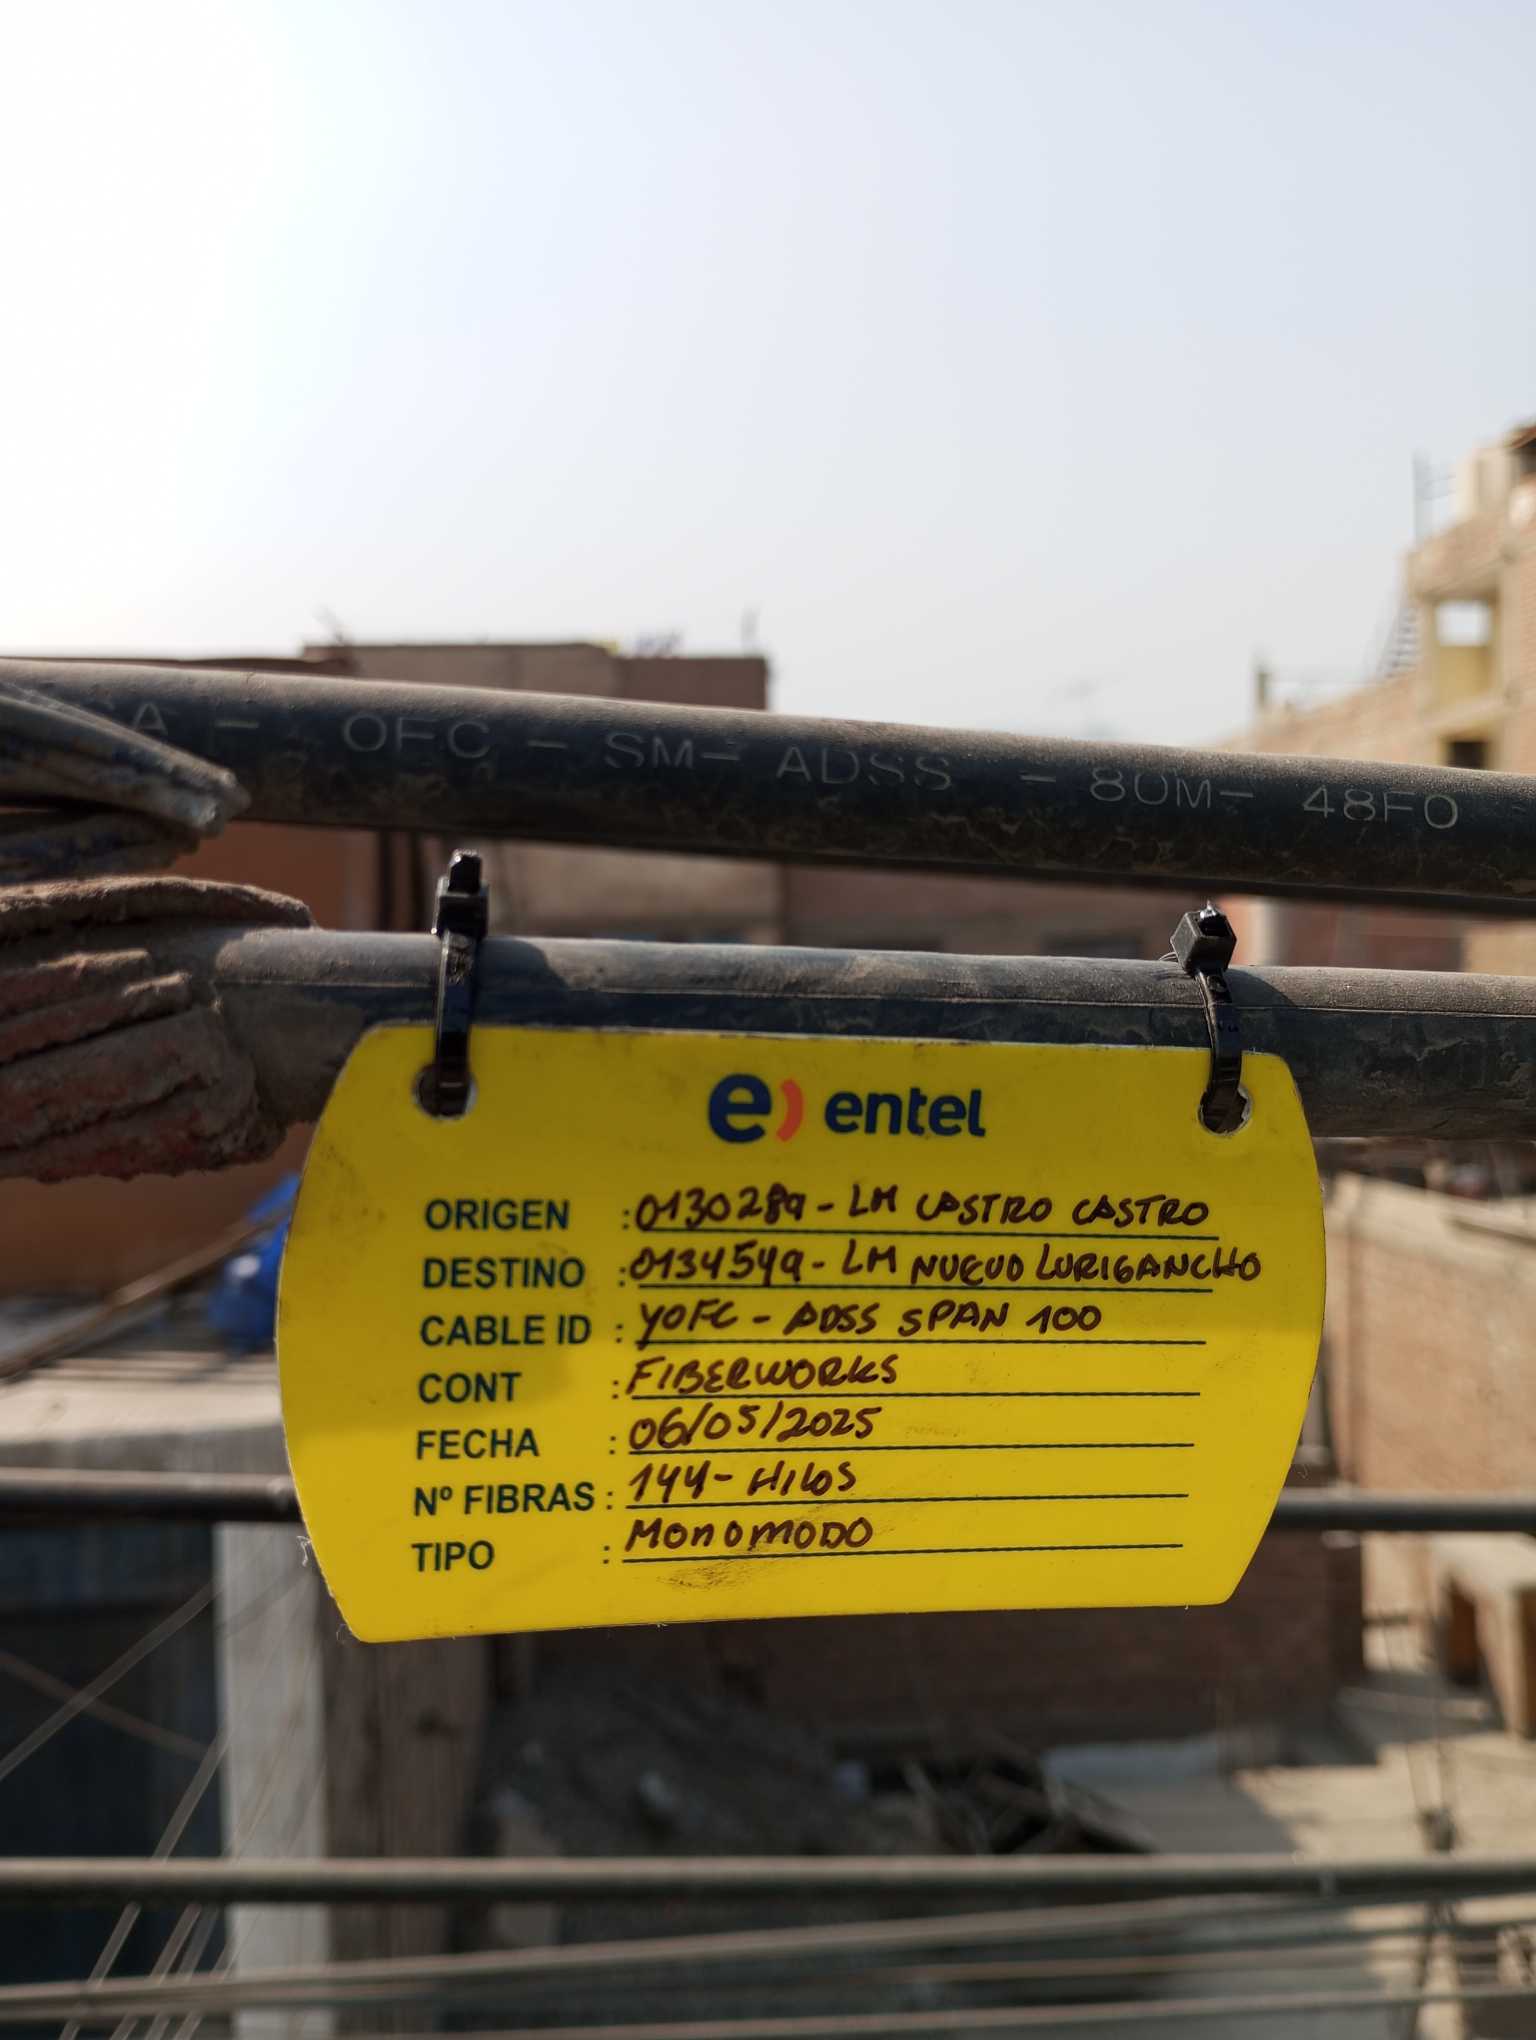 SA - OFC - SM- ADSS - 80M- 48FO
e) entel
ORIGEN : 0130289 - LM CASTRO CASTRO
DESTINO : 0134549 - LM NUEVO LURIGANCHO
CABLE ID : YOFC - ADSS SPAN 100
CONT : FIBERWORKS
FECHA : 06/05/2025
Nº FIBRAS : 144- HILOS
TIPO : MONOMODO